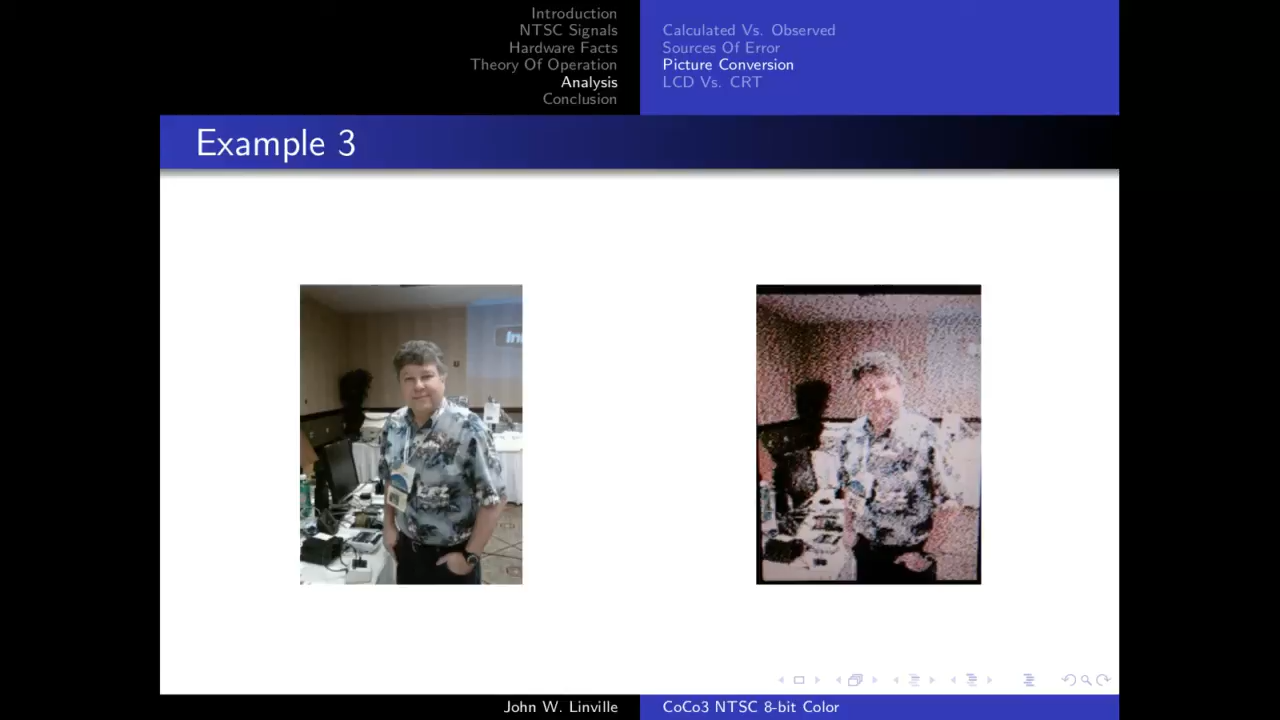 Introduction
NTSC Signals
Hardware Facts
Theory Of Operation
Analysis
Conclusion
Calculated Vs. Observed
Sources Of Error
Picture Conversion
LCD Vs. CRT
Example 3
John W. Linville
CoCo3 NTSC 8-bit Color